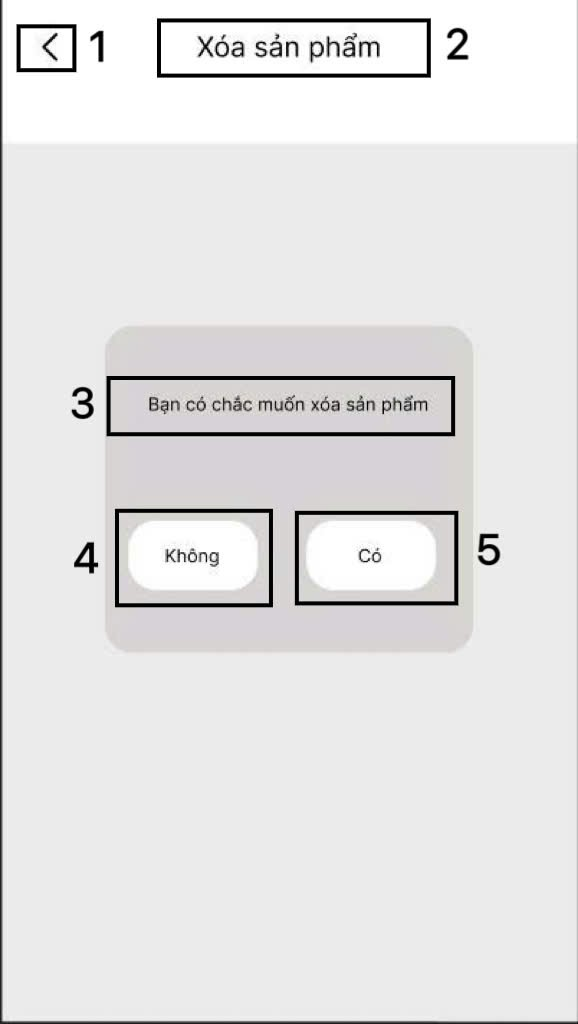 1
Xóa sản phẩm
2
3
Bạn có chắc muốn xóa sản phẩm
4
Không
Có
5